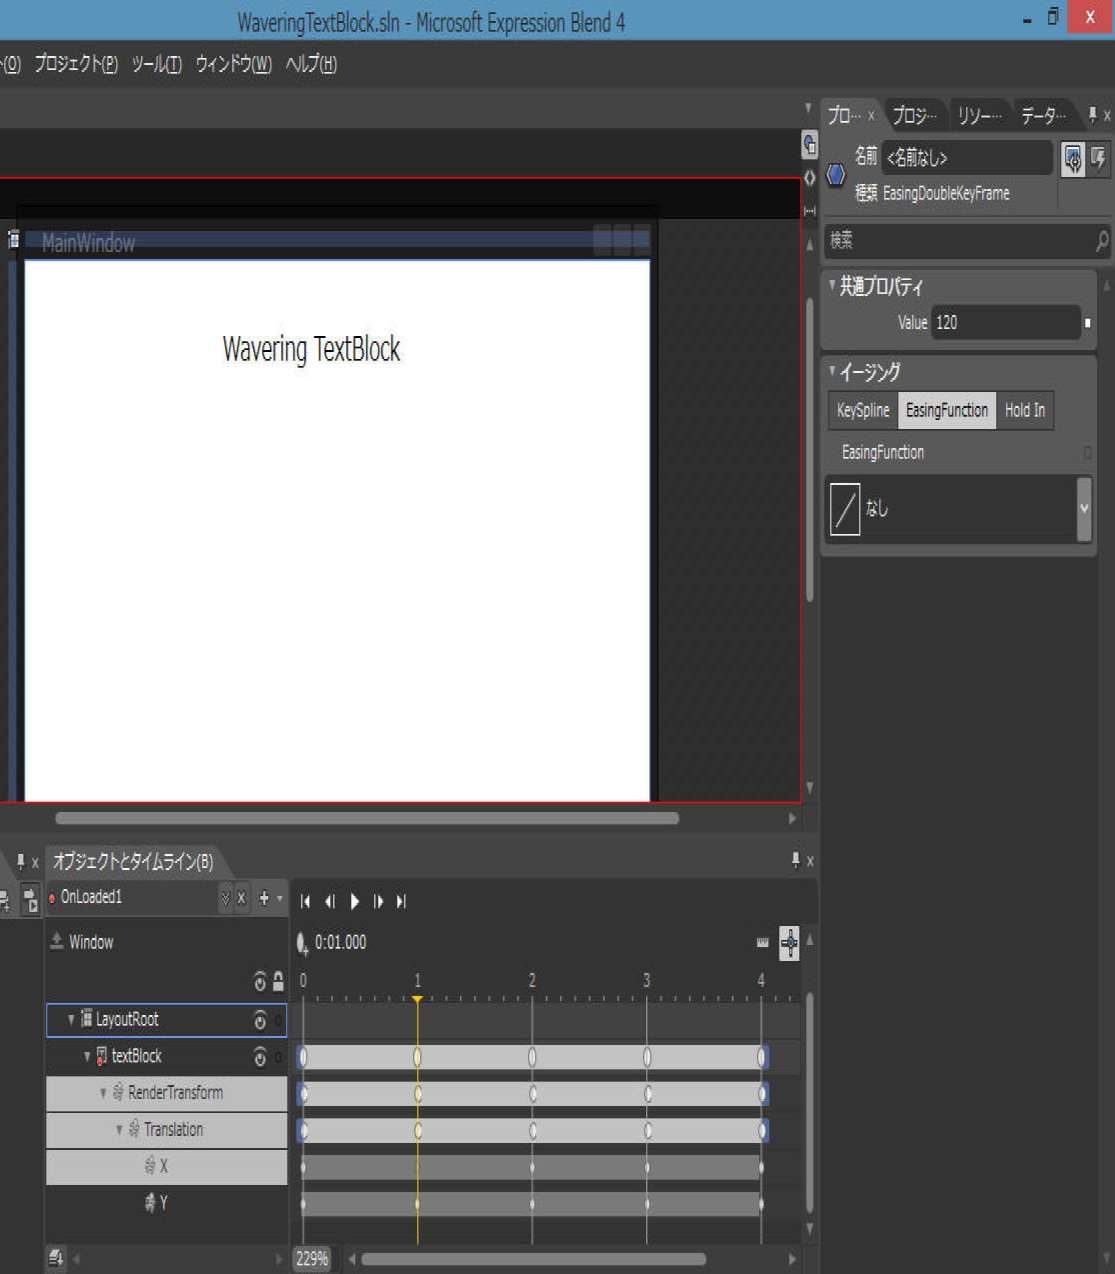 WaveringTextBlock.sln - Microsoft Expression Blend 4
(O) プロジェクト(P) ツール(T) ウィンドウ(W) ヘルプ(H)
プロ… x プロジ… リソー… データ…
名前 <名前なし>
種類 EasingDoubleKeyFrame
検索
共通プロパティ
Value 120
イージング
KeySpline EasingFunction Hold In
EasingFunction
なし
MainWindow
Wavering TextBlock
オブジェクトとタイムライン(B)
OnLoaded1
Window
0:01.000
0 1 2 3 4
LayoutRoot
textBlock
RenderTransform
Translation
X
Y
229%